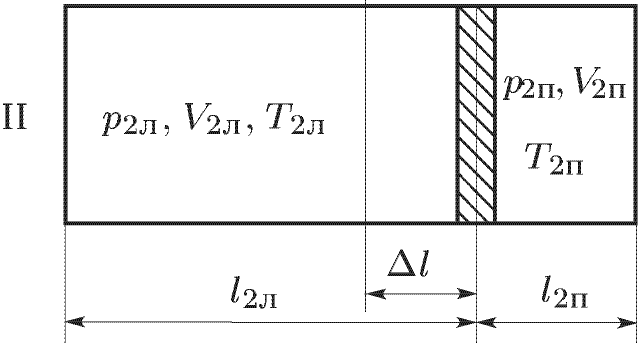 II
p₂л, V₂л, T₂л
p₂п, V₂п
T₂п
Δl
l₂л
l₂п